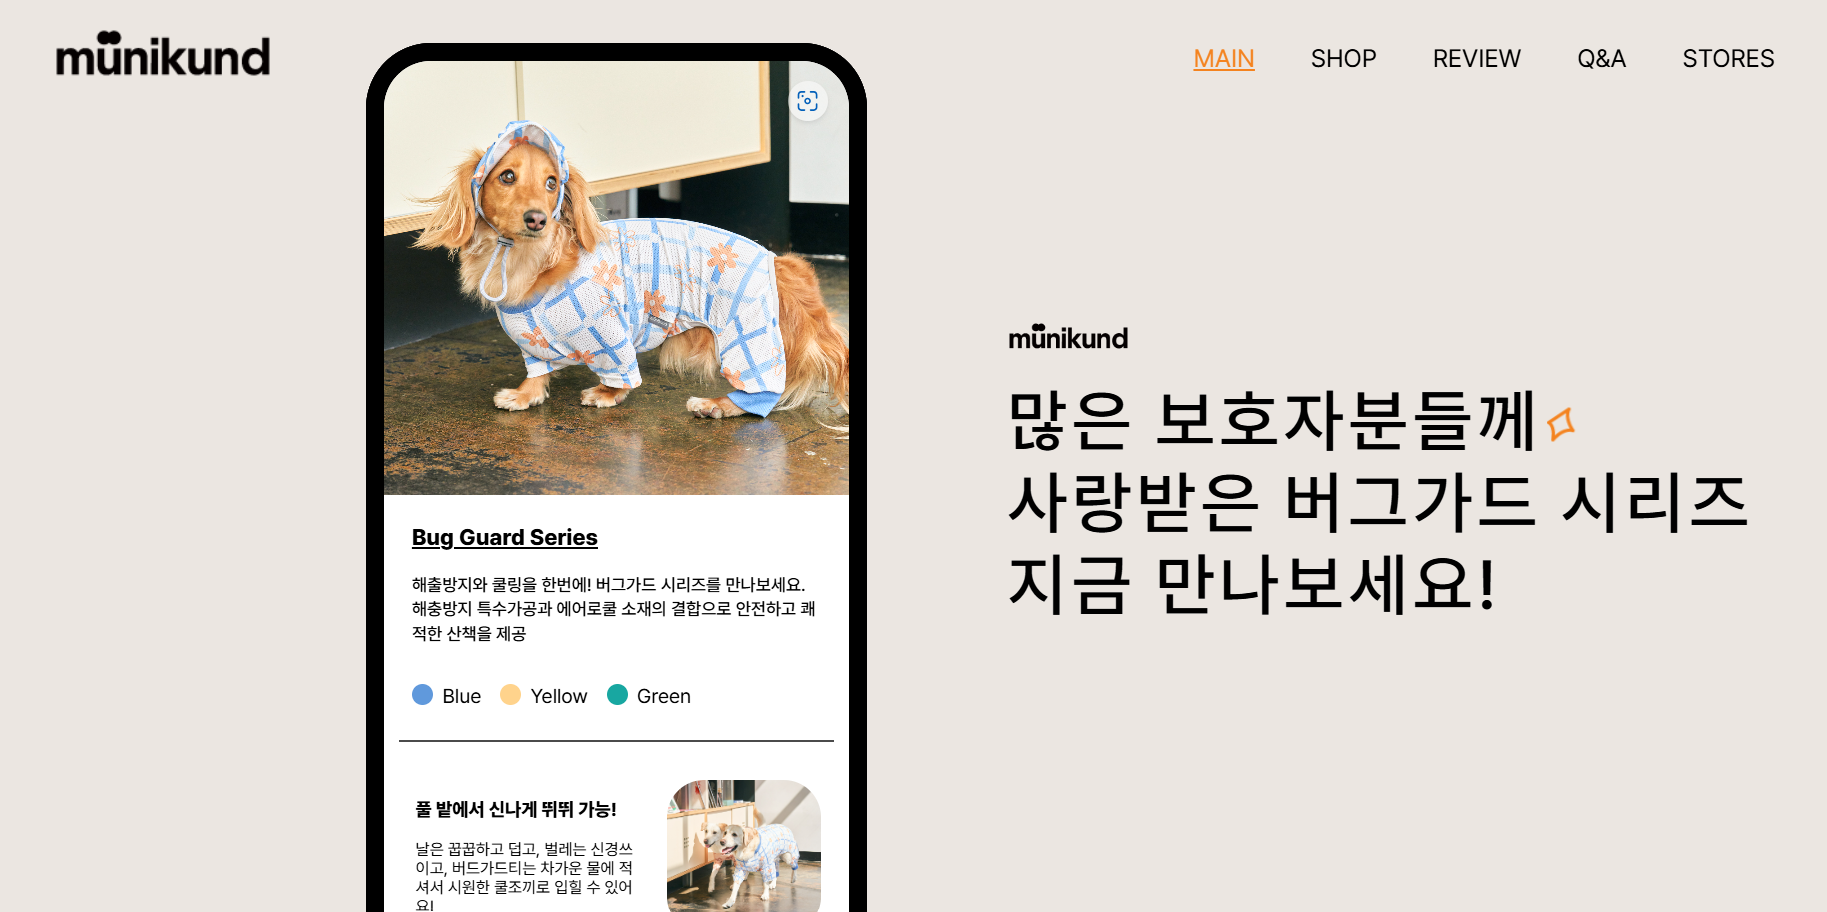 münikund
MAIN SHOP REVIEW Q&A STORES
münikund
많은 보호자분들께
사랑받은 버그가드 시리즈
지금 만나보세요!
Bug Guard Series
해출방지와 쿨링을 한번에! 버그가드 시리즈를 만나보세요.
해충방지 특수가공과 에어로쿨 소재의 결합으로 안전하고 쾌
적한 산책을 제공
Blue Yellow Green
풀 밭에서 신나게 뛰뛰 가능!
날은 꿉꿉하고 덥고, 벌레는 신경쓰
이고, 버드가드티는 차가운 물에 적
셔서 시원한 쿨조끼로 입힐 수 있어
요!